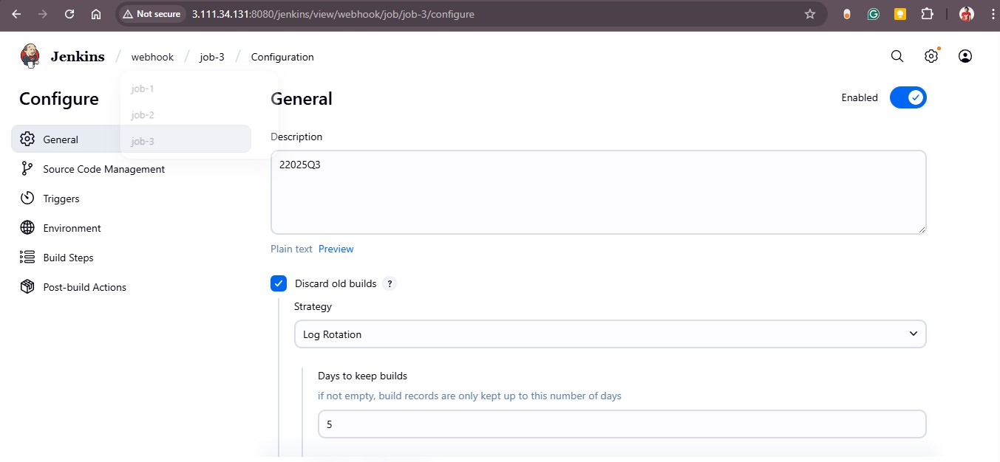 Not secure 3.111.34.131:8080/jenkins/view/webhook/job/job-3/configure
Jenkins / webhook / job-3 / Configuration
job-1
job-2
job-3
Configure
General
Source Code Management
Triggers
Environment
Build Steps
Post-build Actions
General
Enabled
Description
22025Q3
Plain text Preview
Discard old builds ?
Strategy
Log Rotation
Days to keep builds
if not empty, build records are only kept up to this number of days
5